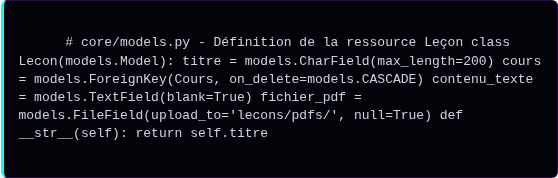 # core/models.py - Définition de la ressource Leçon class
Lecon(models.Model): titre = models.CharField(max_length=200) cours
= models.ForeignKey(Cours, on_delete=models.CASCADE) contenu_texte
= models.TextField(blank=True) fichier_pdf =
models.FileField(upload_to='lecons/pdfs/', null=True) def
__str__(self): return self.titre